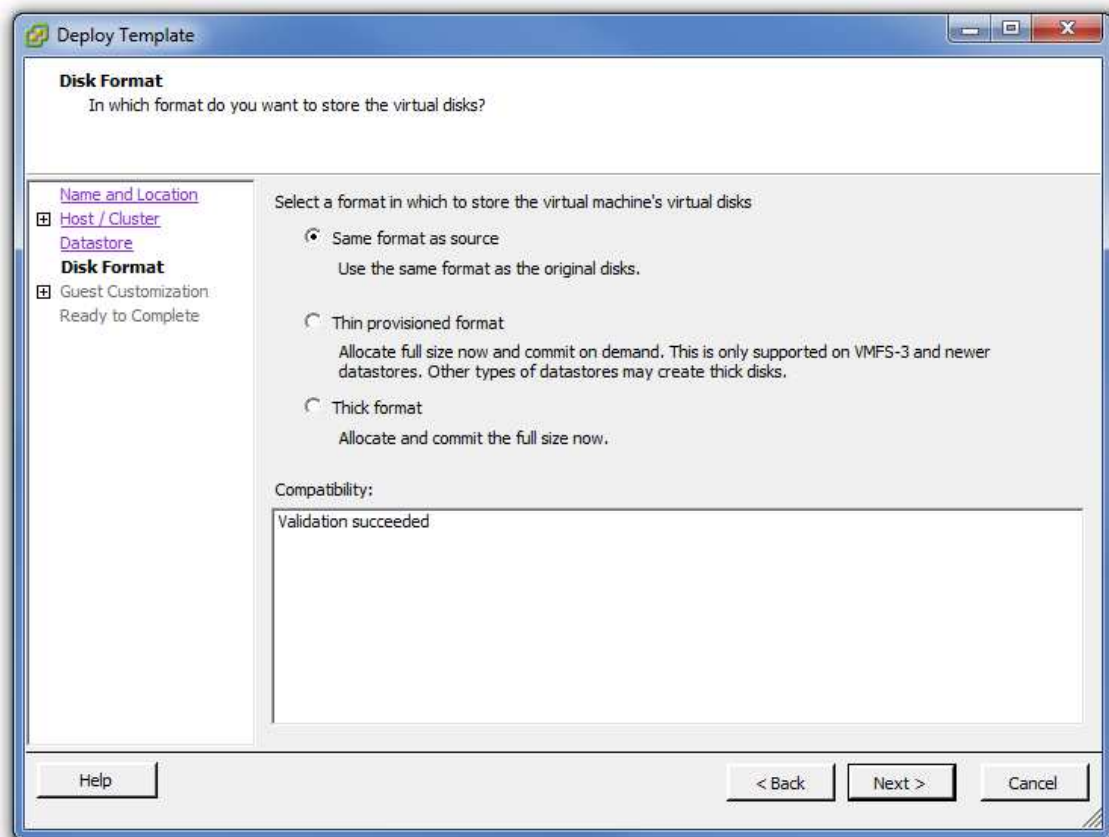 Deploy Template
Disk Format
In which format do you want to store the virtual disks?
Name and Location
Host / Cluster
Datastore
Disk Format
Guest Customization
Ready to Complete
Select a format in which to store the virtual machine's virtual disks
Same format as source
Use the same format as the original disks.
Thin provisioned format
Allocate full size now and commit on demand. This is only supported on VMFS-3 and newer
datastores. Other types of datastores may create thick disks.
Thick format
Allocate and commit the full size now.
Compatibility:
Validation succeeded
Help
< Back
Next >
Cancel